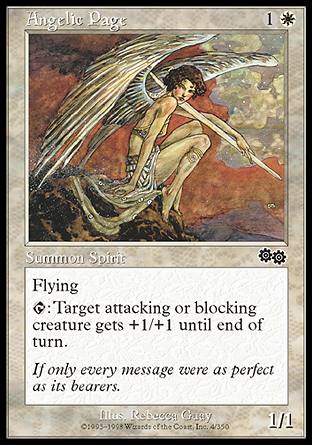 Angelic Page 1
Summon Spirit
Flying
:Target attacking or blocking
creature gets +1/+1 until end of
turn.
If only every message were as perfect
as its bearers.
Illus. Rebecca Guay
©1993-1998 Wizards of the Coast, Inc. 4/350
1/1